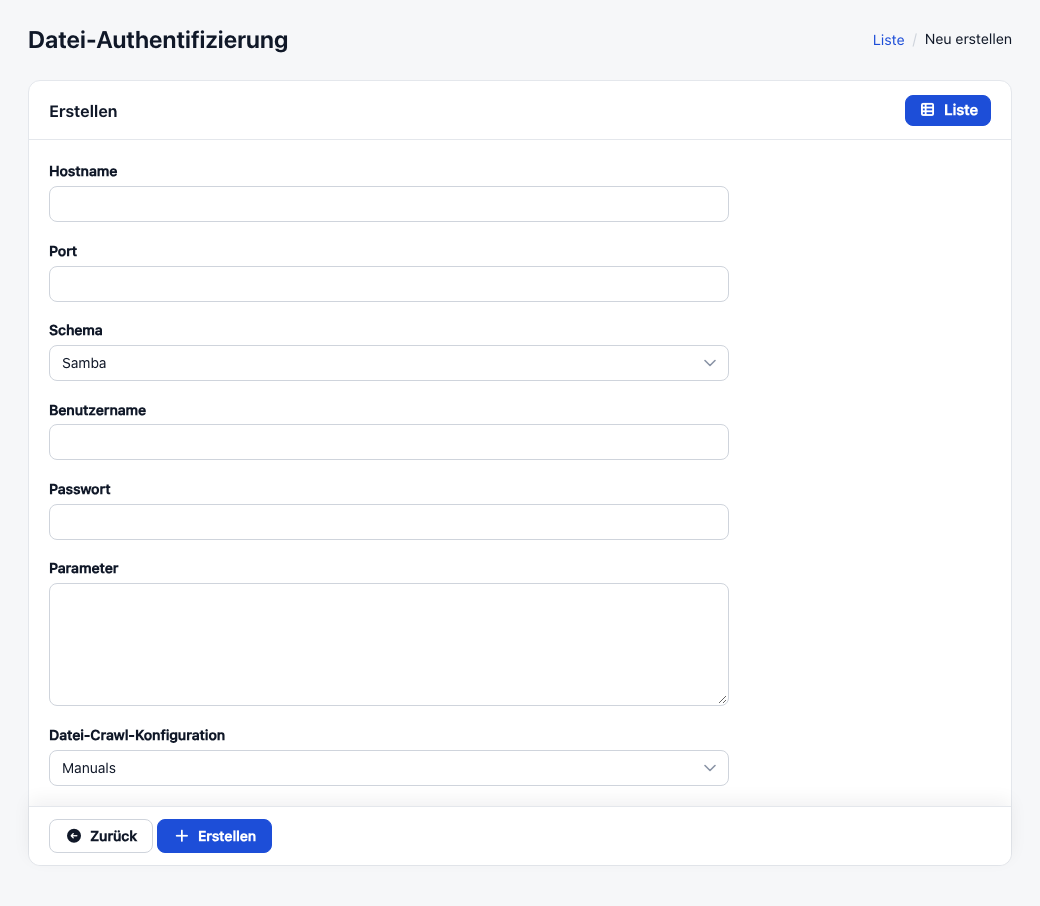 Datei-Authentifizierung
Liste / Neu erstellen
Erstellen
Liste
Hostname
Port
Schema
Samba
Benutzername
Passwort
Parameter
Datei-Crawl-Konfiguration
Manuals
Zurück
Erstellen